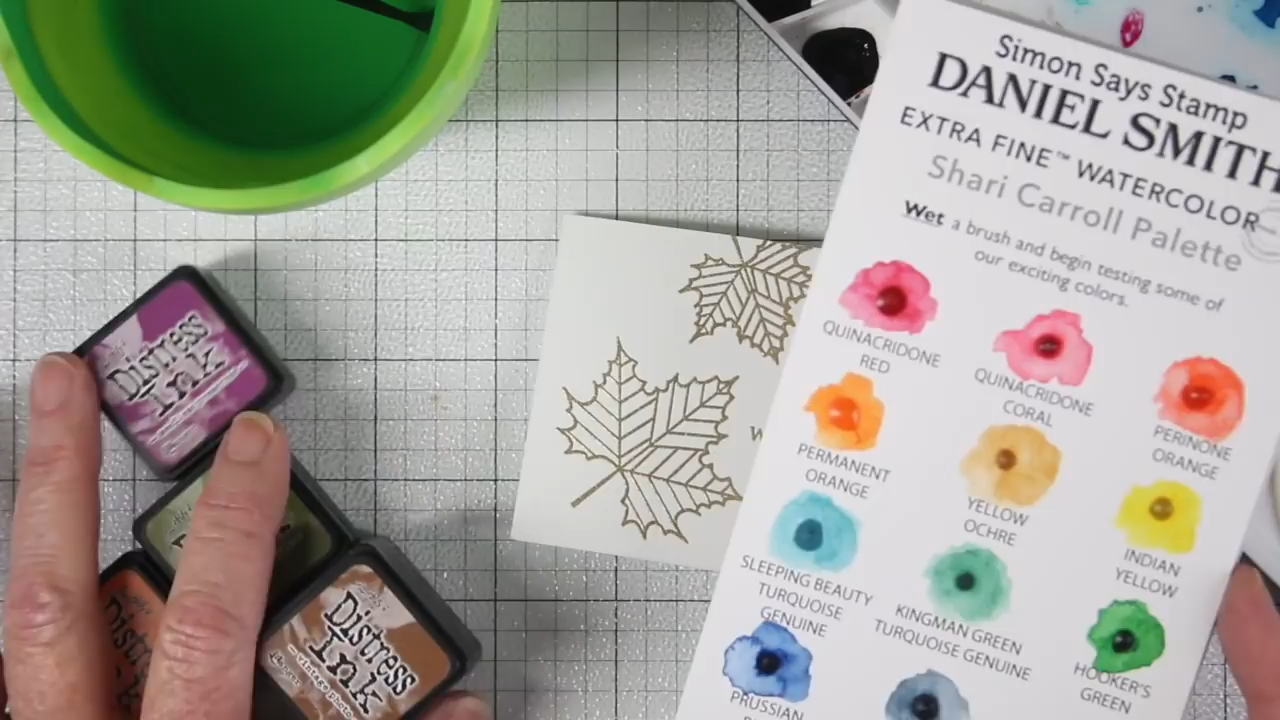 Simon Says Stamp
DANIEL SMITH
EXTRA FINE™ WATERCOLOR
Shari Carroll Palette
Wet a brush and begin testing some of
our exciting colors.
QUINACRIDONE
RED
QUINACRIDONE
CORAL
PERINONE
ORANGE
PERMANENT
ORANGE
YELLOW
OCHRE
INDIAN
YELLOW
SLEEPING BEAUTY
TURQUOISE
GENUINE
KINGMAN GREEN
TURQUOISE GENUINE
HOOKER'S
GREEN
PRUSSIAN
Distress
Ink
Distress
Ink
vintage photo